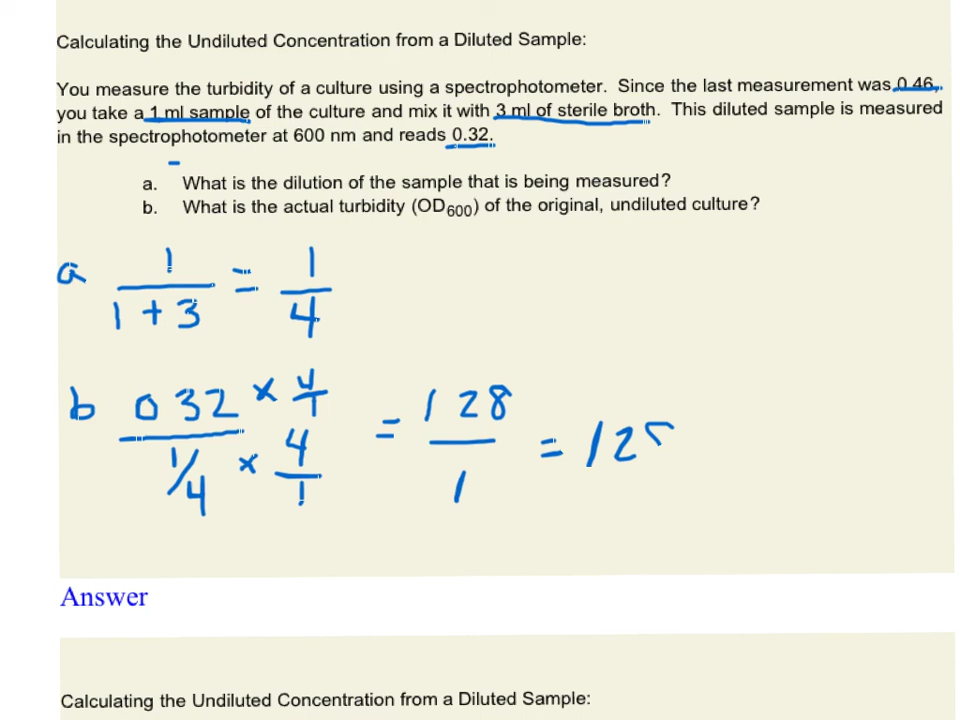 Calculating the Undiluted Concentration from a Diluted Sample:
You measure the turbidity of a culture using a spectrophotometer. Since the last measurement was 0.46,
you take a 1 ml sample of the culture and mix it with 3 ml of sterile broth. This diluted sample is measured
in the spectrophotometer at 600 nm and reads 0.32.
a. What is the dilution of the sample that is being measured?
b. What is the actual turbidity (OD600) of the original, undiluted culture?
a 1 / 1 + 3 = 1 / 4
b 0 32 × 4/1 / 1/4 × 4/1 = 1 28 / 1 = 12
Answer
Calculating the Undiluted Concentration from a Diluted Sample: